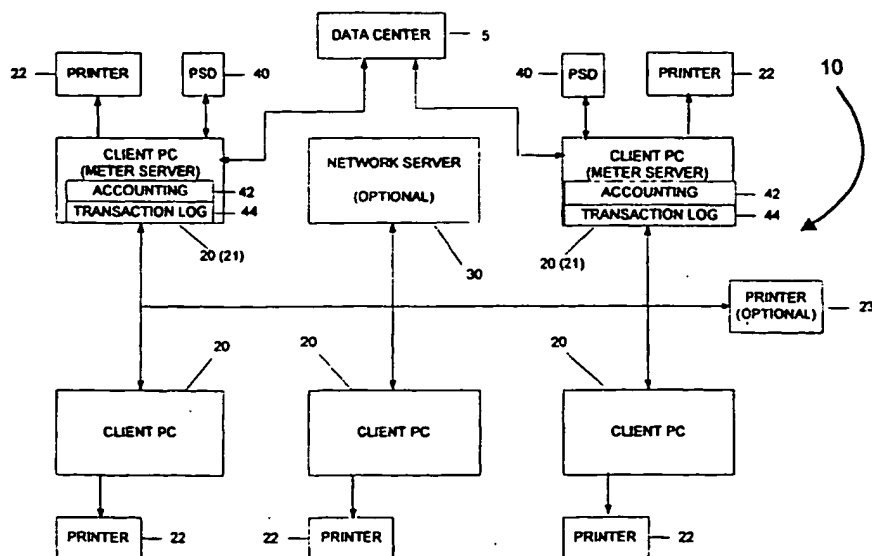 DATA CENTER 5
22 PRINTER
PSD 40
40 PSD
PRINTER 22
10
CLIENT PC
(METER SERVER)
ACCOUNTING 42
TRANSACTION LOG 44
20 (21)
NETWORK SERVER
(OPTIONAL)
30
CLIENT PC
(METER SERVER)
ACCOUNTING 42
TRANSACTION LOG 44
20 (21)
PRINTER
(OPTIONAL) 23
20
CLIENT PC
20
CLIENT PC
20
CLIENT PC
PRINTER 22
22 PRINTER
PRINTER 22